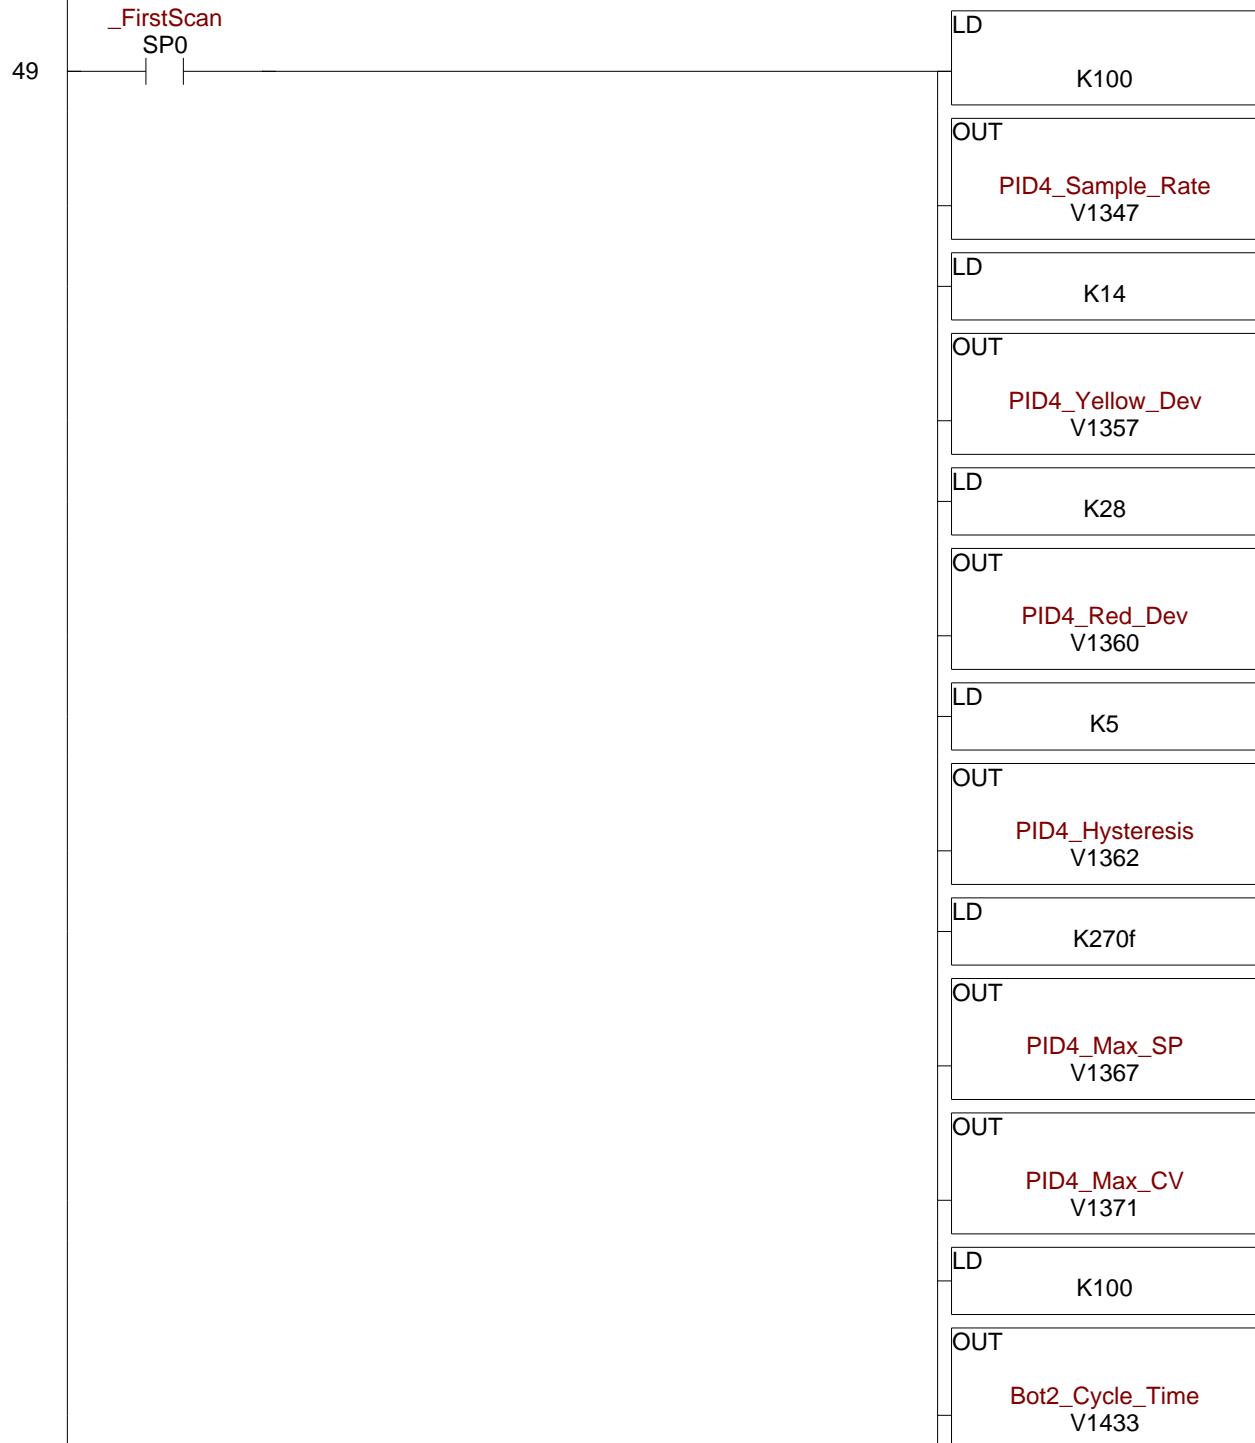 _FirstScan
SP0
49
LD
K100
OUT
PID4_Sample_Rate
V1347
LD
K14
OUT
PID4_Yellow_Dev
V1357
LD
K28
OUT
PID4_Red_Dev
V1360
LD
K5
OUT
PID4_Hysteresis
V1362
LD
K270f
OUT
PID4_Max_SP
V1367
OUT
PID4_Max_CV
V1371
LD
K100
OUT
Bot2_Cycle_Time
V1433